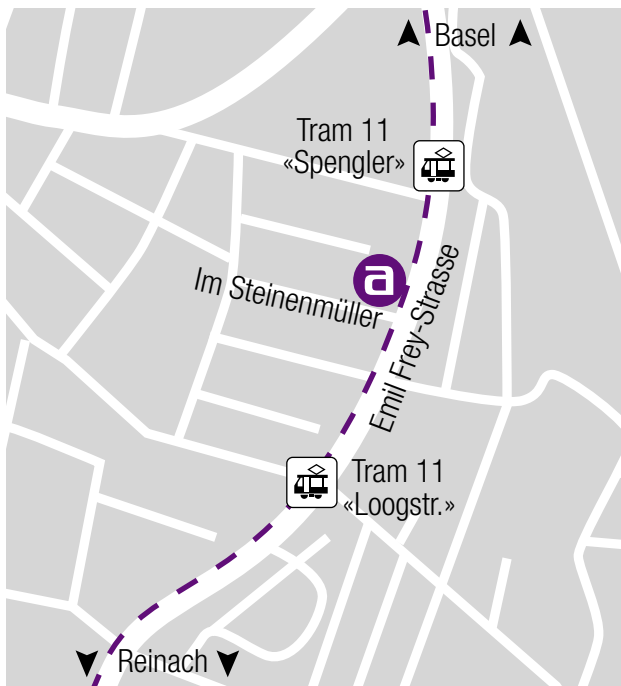 Basel
Tram 11
«Spengler»
a
Im Steinenmüller
Emil Frey-Strasse
Tram 11
«Loogstr.»
Reinach